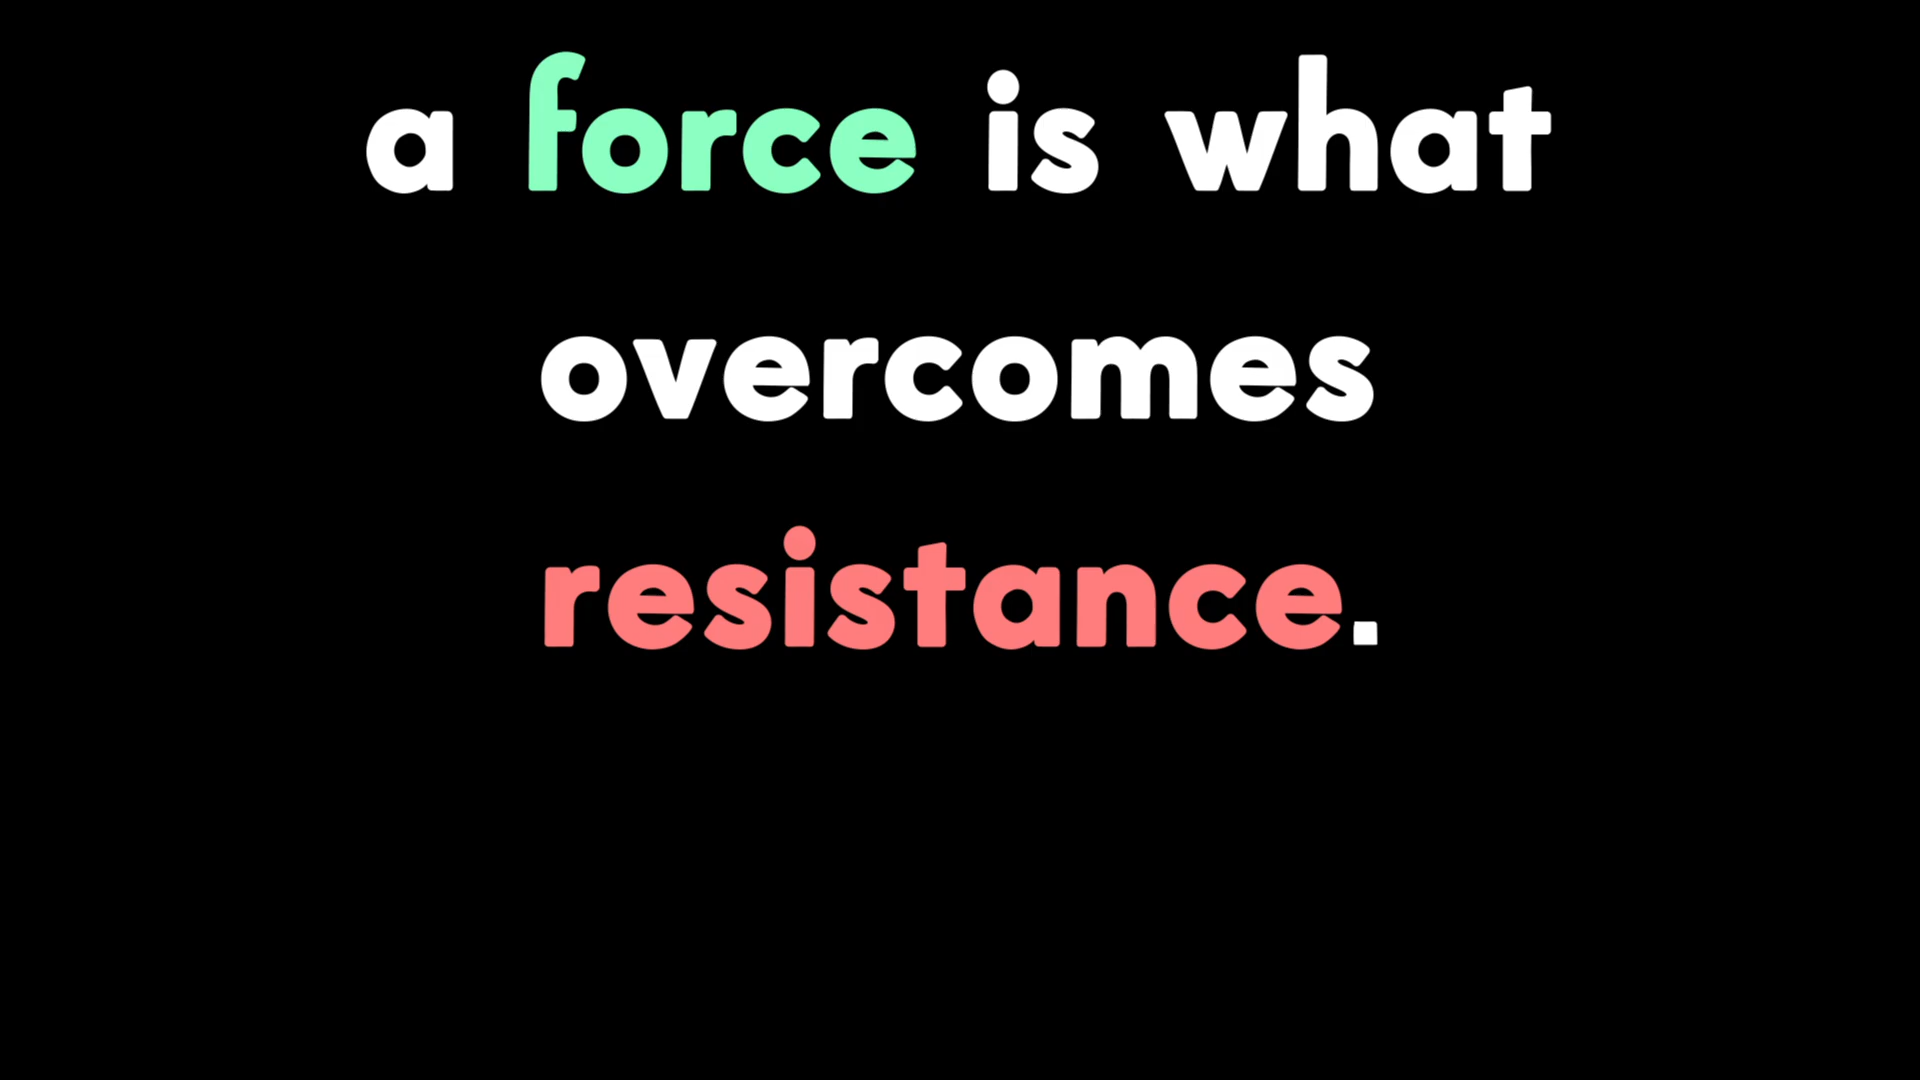 a force is what
overcomes
resistance.